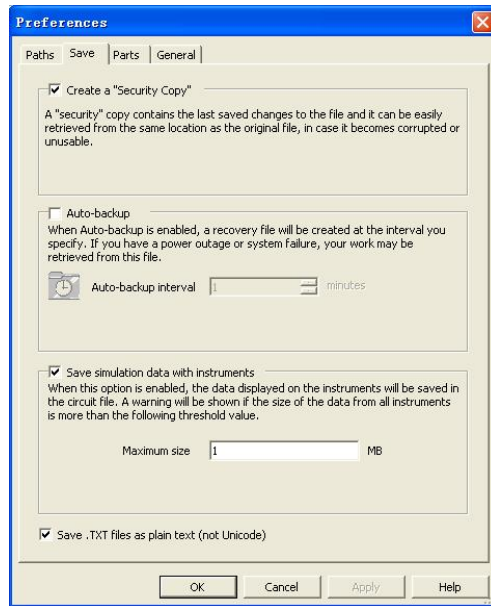 Preferences
Paths Save Parts General
Create a "Security Copy"
A "security" copy contains the last saved changes to the file and it can be easily
retrieved from the same location as the original file, in case it becomes corrupted or
unusable.
Auto-backup
When Auto-backup is enabled, a recovery file will be created at the interval you
specify. If you have a power outage or system failure, your work may be
retrieved from this file.
Auto-backup interval 1 minutes
Save simulation data with instruments
When this option is enabled, the data displayed on the instruments will be saved in
the circuit file. A warning will be shown if the size of the data from all instruments
is more than the following threshold value.
Maximum size 1 MB
Save .TXT files as plain text (not Unicode)
OK Cancel Apply Help